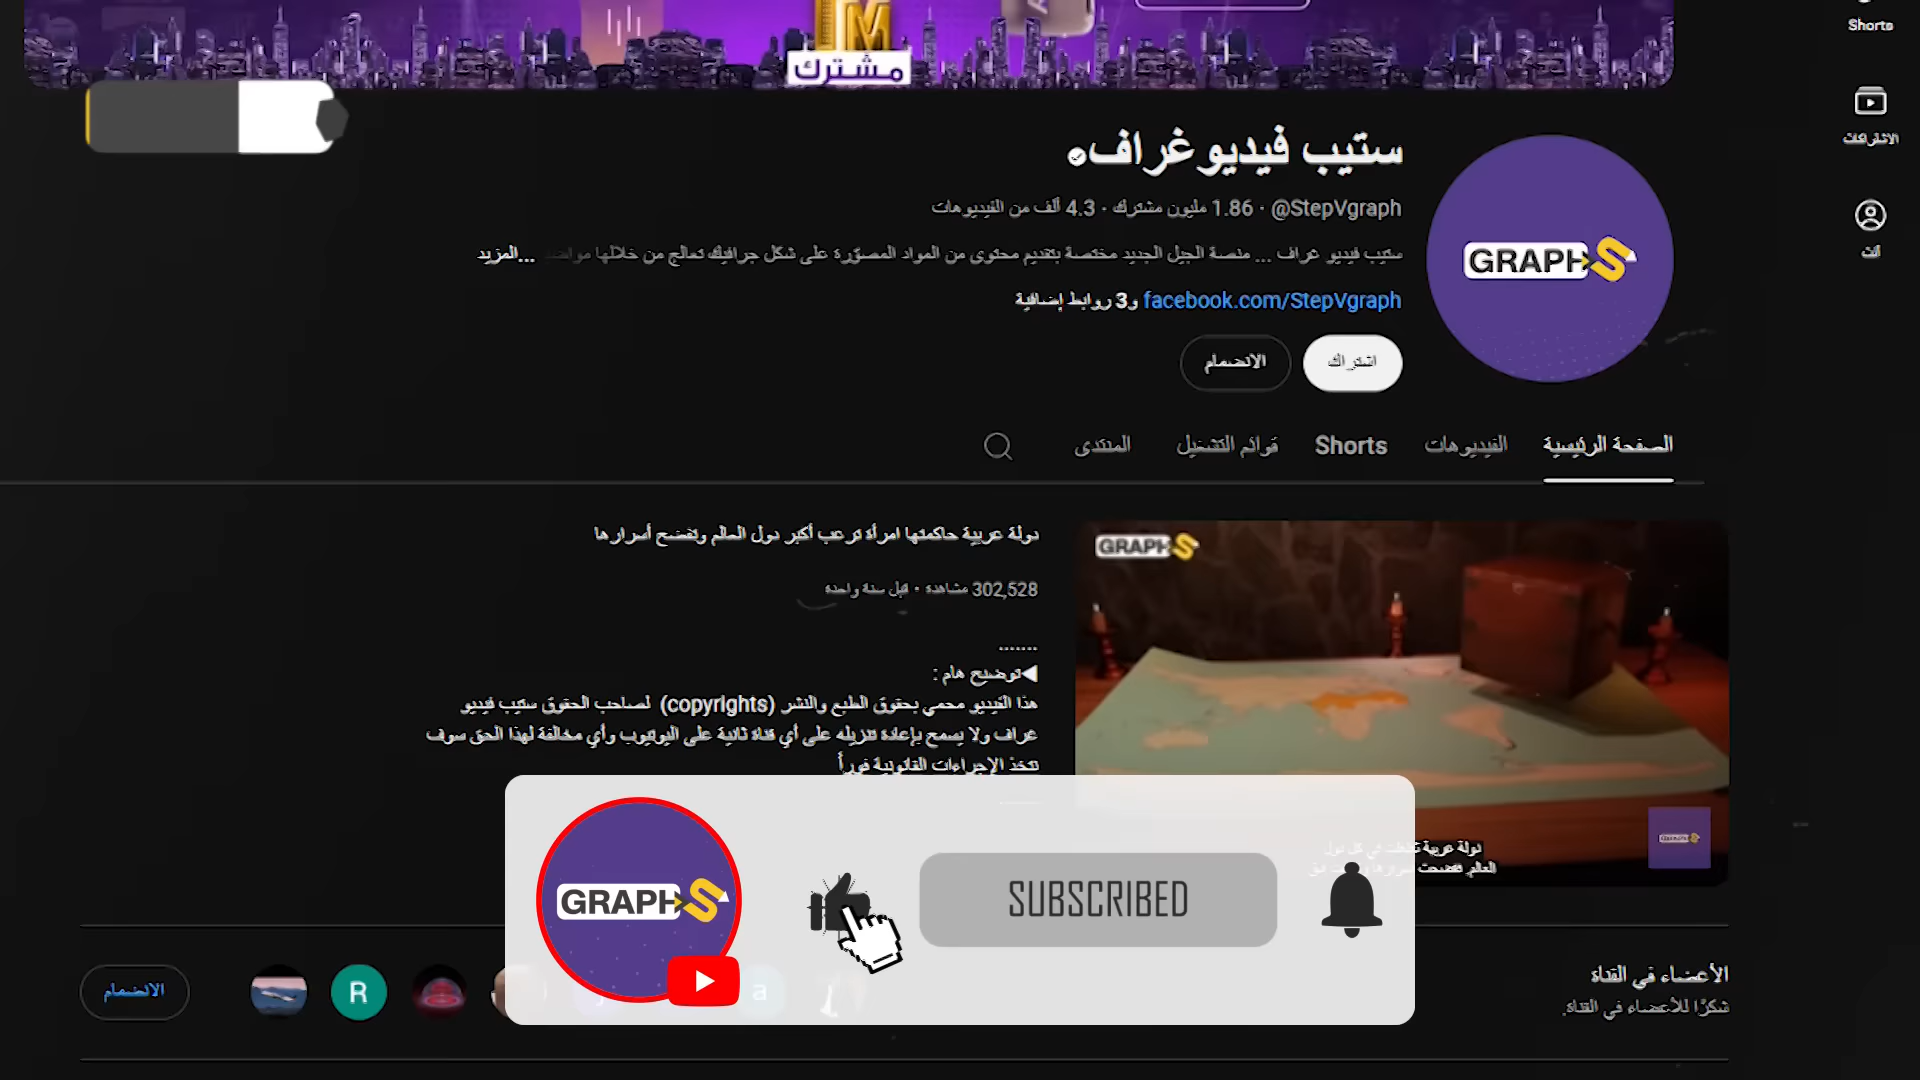 1M
مشترك
Shorts
الاشتراكات
أنت
ستيب فيديو غراف
@StepVgraph · 1.86 مليون مشترك · 4.3 ألف من الفيديوهات
ستيب فيديو غراف ... منصة الجيل الجديد مختصة بتقديم محتوى من المواد المصوّرة على شكل جرافيك تعالج من خلالها ...المزيد
facebook.com/StepVgraph و3 روابط إضافية
GRAPH S
اشتراك
الانضمام
الصفحة الرئيسية
الفيديوهات
Shorts
قوائم التشغيل
المنتدى
GRAPH S
دولة عربية حاكمتها امرأة ترعب أكبر دول العالم وتفضح أسرارها
302,528 مشاهدة • قبل سنة واحدة
.......
◀توضيح هام :
هذا الفيديو محمي بحقوق الطبع والنشر (copyrights) لصاحب الحقوق ستيب فيديو
غراف ولا يسمح بإعادة تنزيله على أي قناة ثانية على اليوتيوب وأي مخالفة لهذا الحق سوف
نتخذ الإجراءات القانونية فوراً
دولة عربية
GRAPH S
GRAPH S
SUBSCRIBED
الأعضاء في القناة
شكرًا للأعضاء في القناة.
R
a
الانضمام